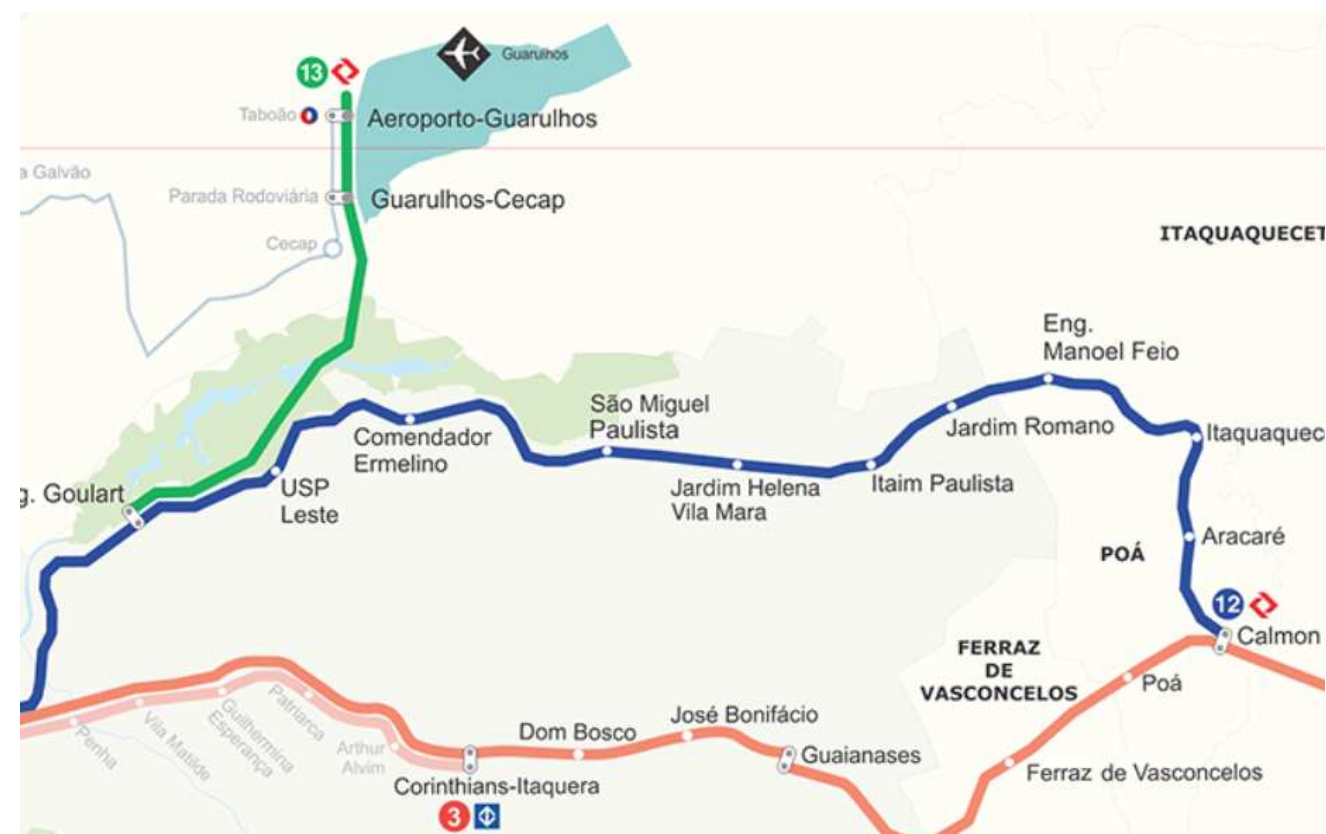 Guarulhos
13
Taboão
Aeroporto-Guarulhos
a Galvão
Parada Rodoviária
Guarulhos-Cecap
Cecap
ITAQUAQUECET
Eng.
Manoel Feio
São Miguel
Paulista
Jardim Romano
Comendador
Ermelino
Itaquaquec
g. Goulart
USP
Leste
Jardim Helena
Vila Mara
Itaim Paulista
Aracaré
POÁ
12
Calmon
FERRAZ
DE
VASCONCELOS
Poá
Penha
Vila Matilde
Guilhermina
Esperança
Patriarca
Arthur
Alvim
Dom Bosco
José Bonifácio
Guaianases
Ferraz de Vasconcelos
Corinthians-Itaquera
3